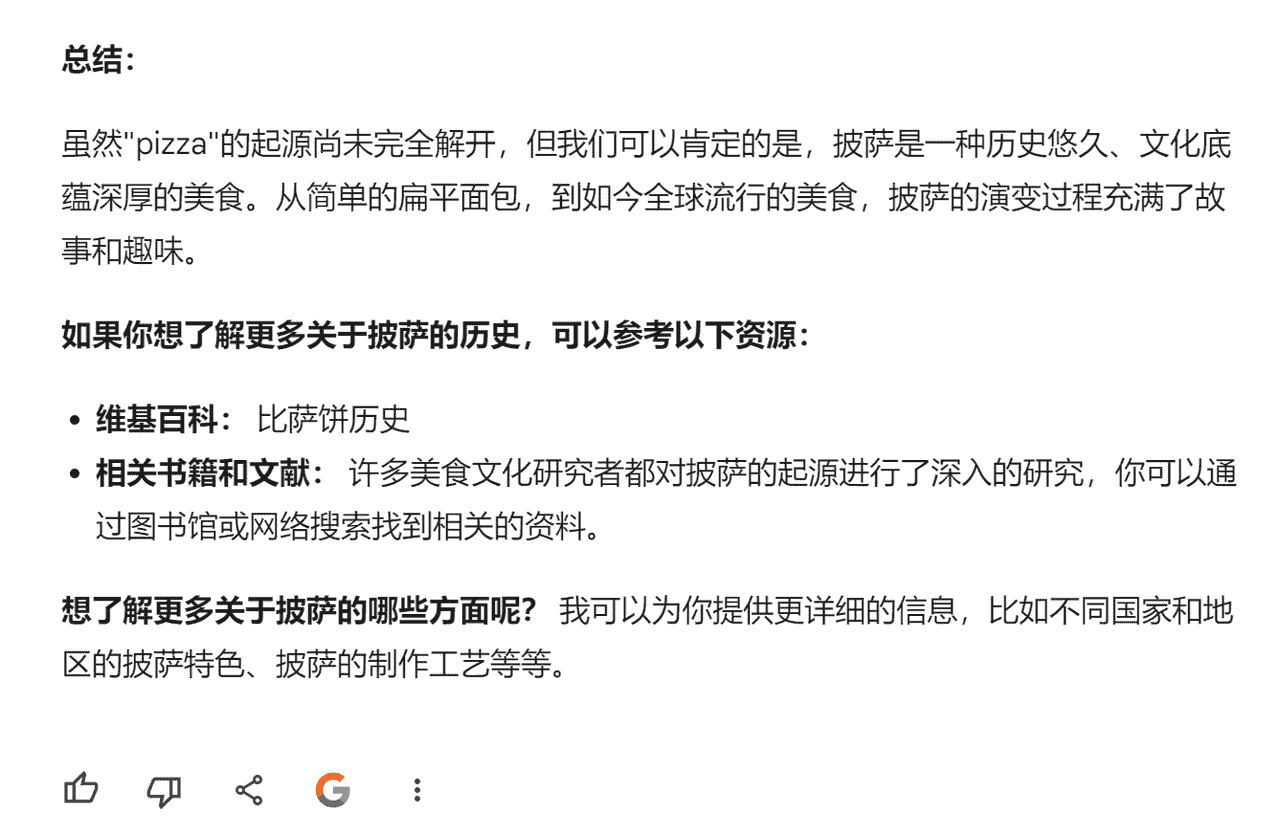 总结：
虽然"pizza"的起源尚未完全解开，但我们可以肯定的是，披萨是一种历史悠久、文化底
蕴深厚的美食。从简单的扁平面包，到如今全球流行的美食，披萨的演变过程充满了故
事和趣味。
如果你想了解更多关于披萨的历史，可以参考以下资源：
• 维基百科： 比萨饼历史
• 相关书籍和文献： 许多美食文化研究者都对披萨的起源进行了深入的研究，你可以通
过图书馆或网络搜索找到相关的资料。
想了解更多关于披萨的哪些方面呢？ 我可以为你提供更详细的信息，比如不同国家和地
区的披萨特色、披萨的制作工艺等等。